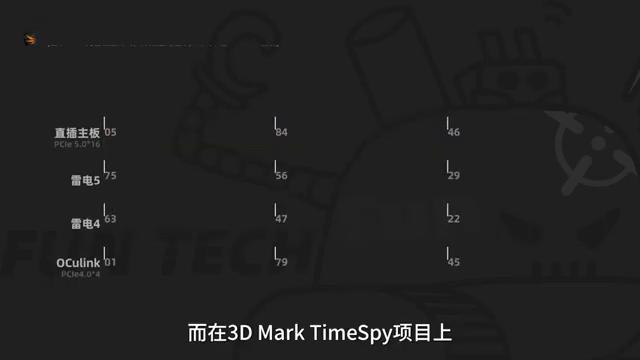 直插主板 05 84 46
PCIe 5.0*16
雷电5 75 56 29
雷电4 63 47 22
OCulink 01 79 45
PCIe4.0*4
FUN TECH
而在3D Mark TimeSpy项目上